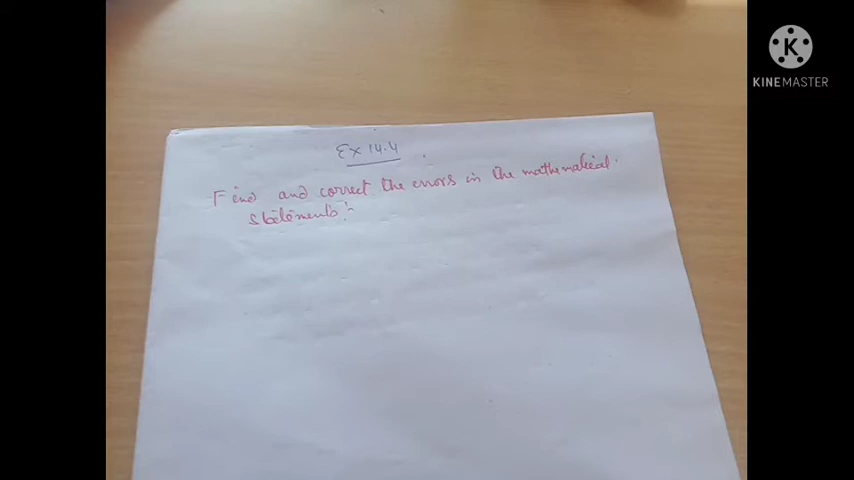 Ex 14.4
Find and correct the errors in the mathematical
statements:-
K
KINEMASTER